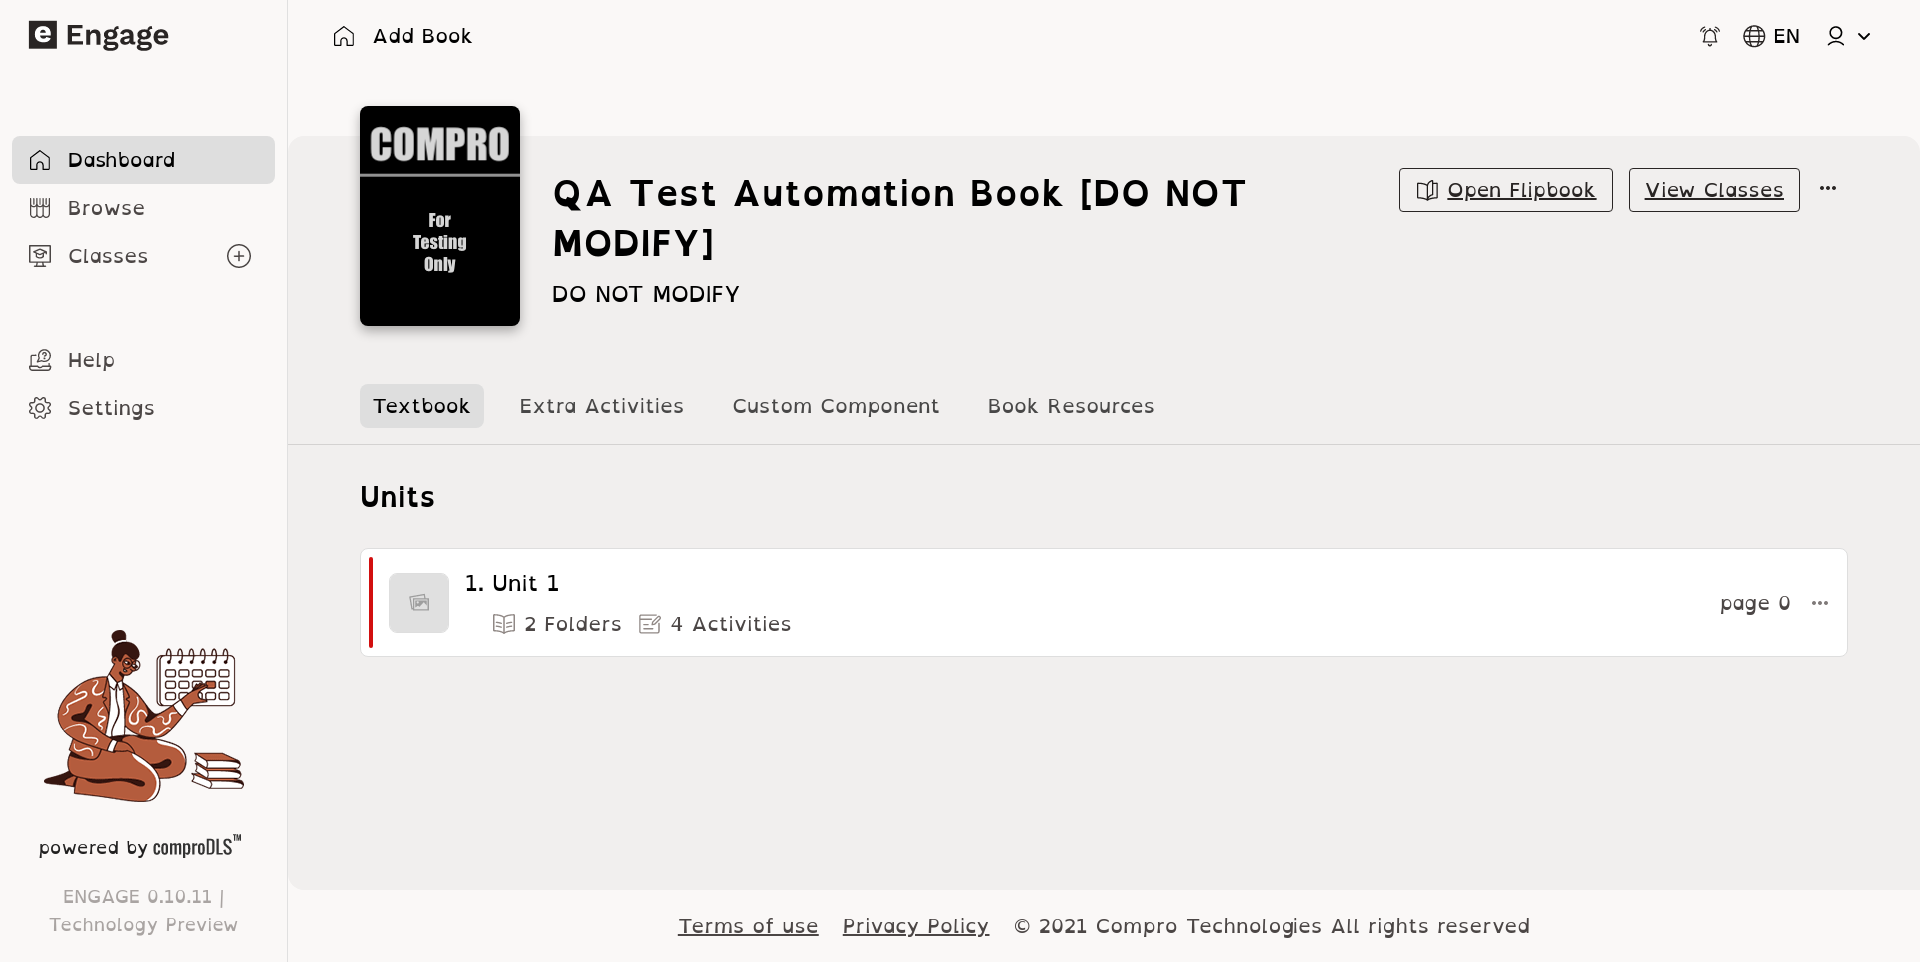 e Engage
Add Book
EN
Dashboard
Browse
Classes
Help
Settings
powered by comproDLS™
ENGAGE 0.10.11 |
Technology Preview
COMPRO
For
Testing
Only
QA Test Automation Book [DO NOT
MODIFY]
DO NOT MODIFY
Open Flipbook
View Classes
Textbook
Extra Activities
Custom Component
Book Resources
Units
1. Unit 1
2 Folders
4 Activities
page 0
Terms of use
Privacy Policy
© 2021 Compro Technologies All rights reserved